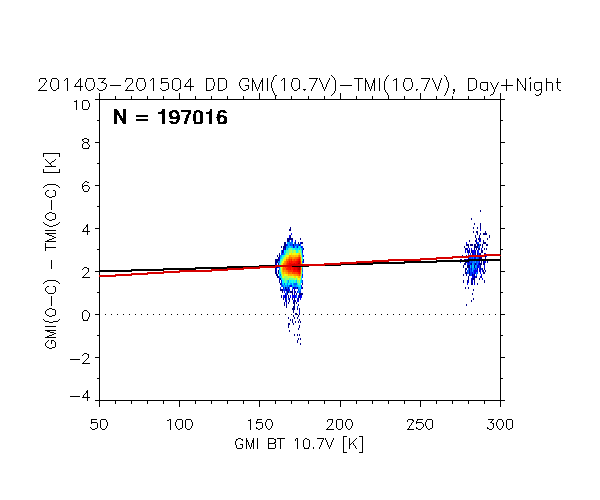 201403-201504 DD GMI(10.7V)-TMI(10.7V), Day+Night
N = 197016
10
8
6
4
2
0
-2
-4
GMI(O-C) - TMI(O-C) [K]
50 100 150 200 250 300
GMI BT 10.7V [K]